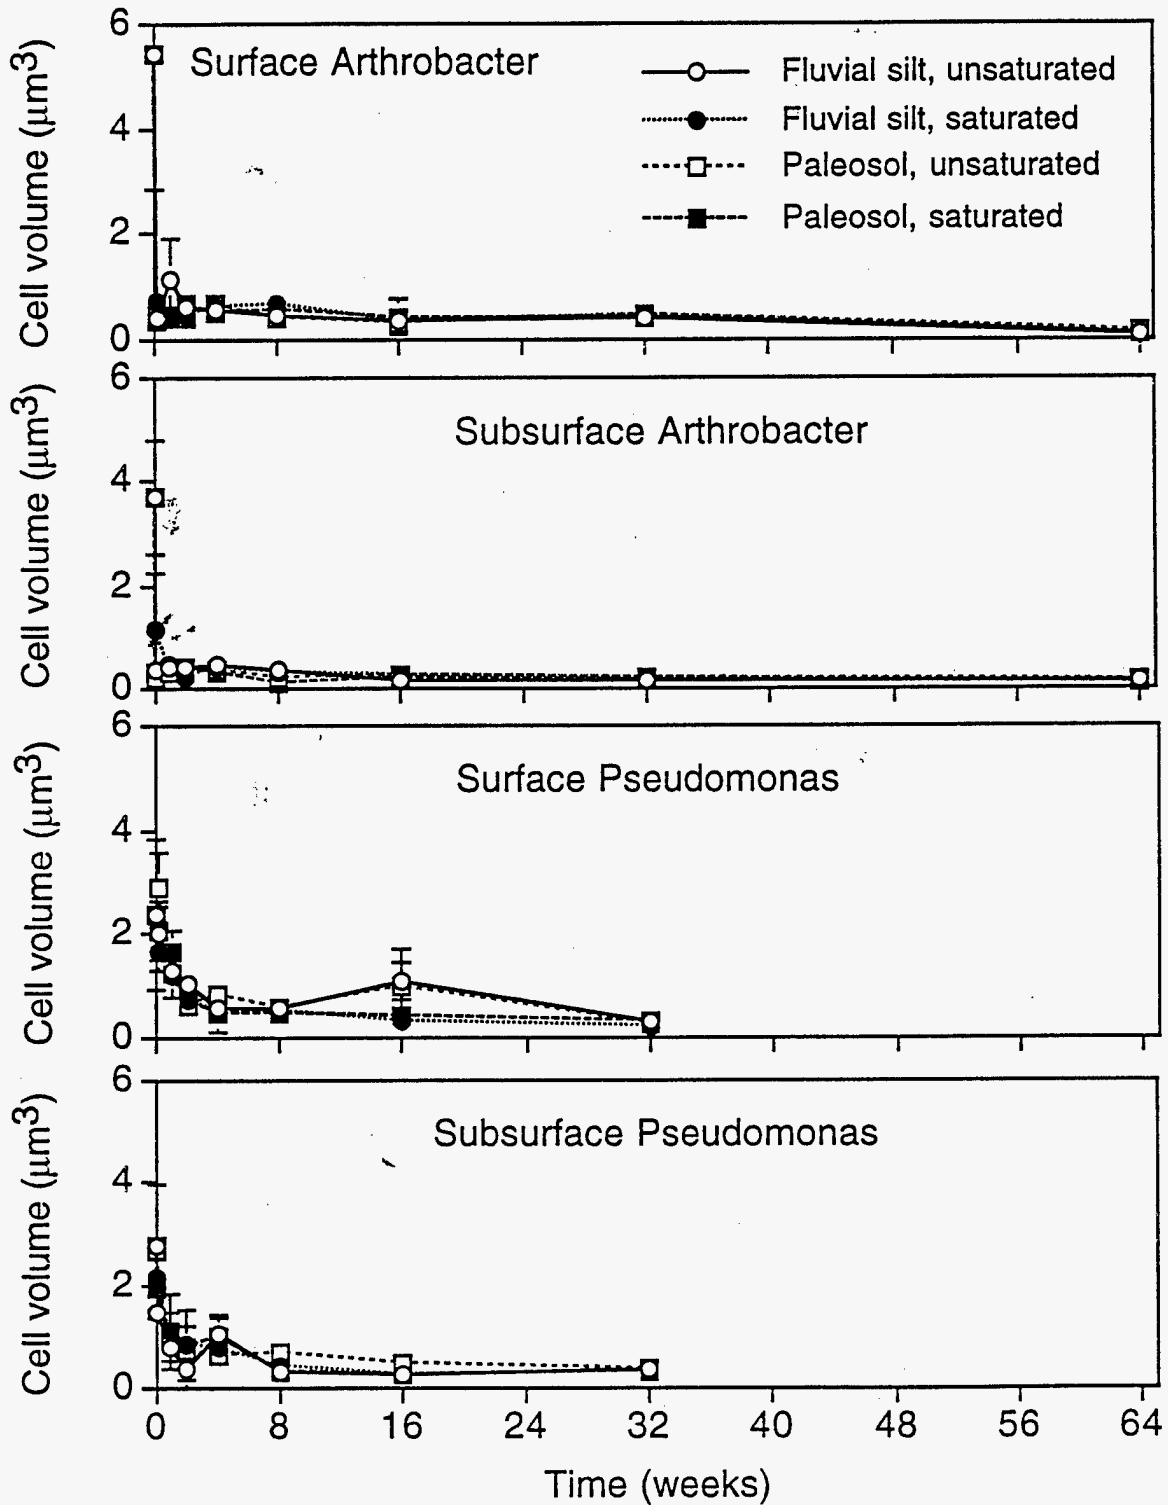 6
Surface Arthrobacter
Fluvial silt, unsaturated
Fluvial silt, saturated
4
Paleosol, unsaturated
Paleosol, saturated
2
0
Cell volume (μm³)
6
Subsurface Arthrobacter
4
2
0
Cell volume (μm³)
6
Surface Pseudomonas
4
2
0
Cell volume (μm³)
6
Subsurface Pseudomonas
4
2
0
Cell volume (μm³)
0 8 16 24 32 40 48 56 64
Time (weeks)